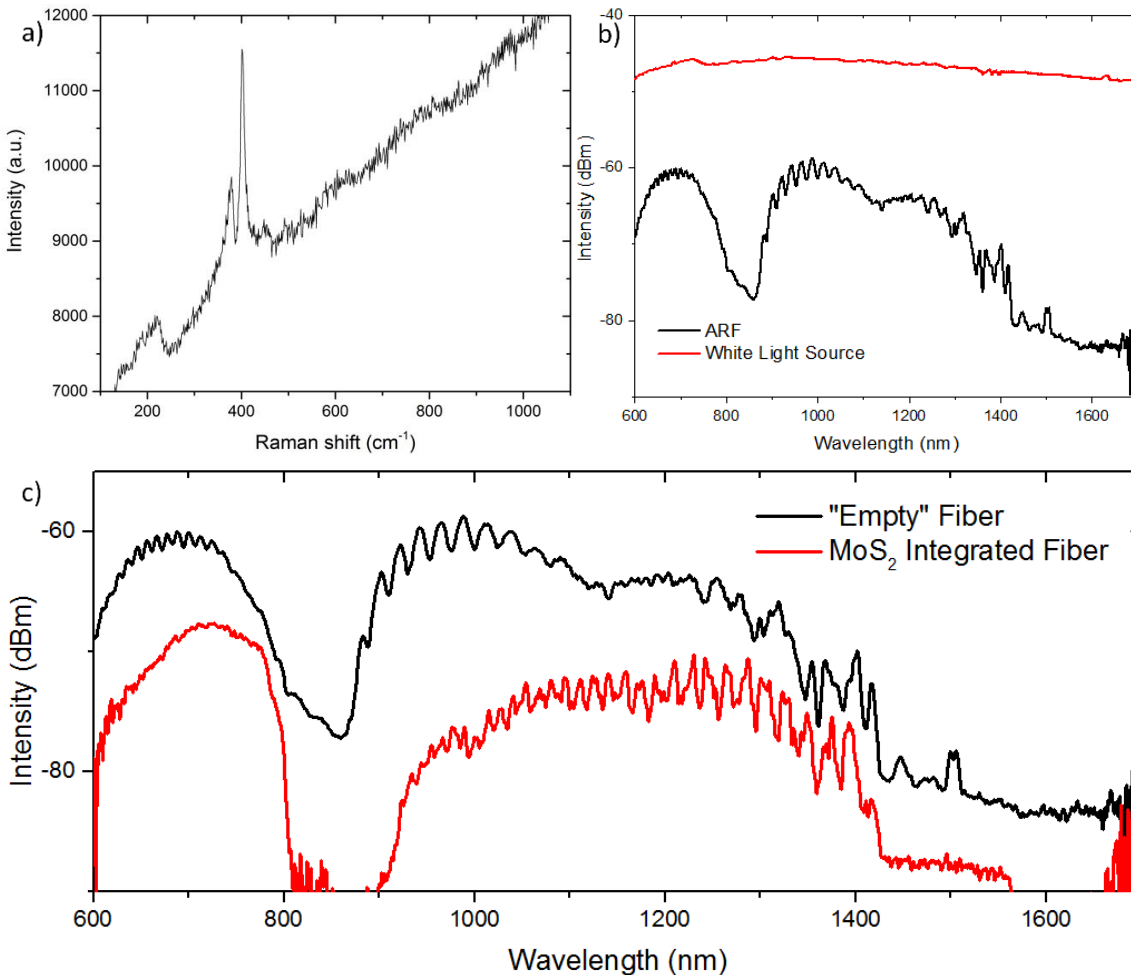 a)
12000
11000
10000
9000
8000
7000
Intensity (a.u.)
200 400 600 800 1000
Raman shift (cm⁻¹)
b)
-40
-60
-80
Intensity (dBm)
ARF
White Light Source
600 800 1000 1200 1400 1600
Wavelength (nm)
c)
-60
-80
Intensity (dBm)
"Empty" Fiber
MoS₂ Integrated Fiber
600 800 1000 1200 1400 1600
Wavelength (nm)